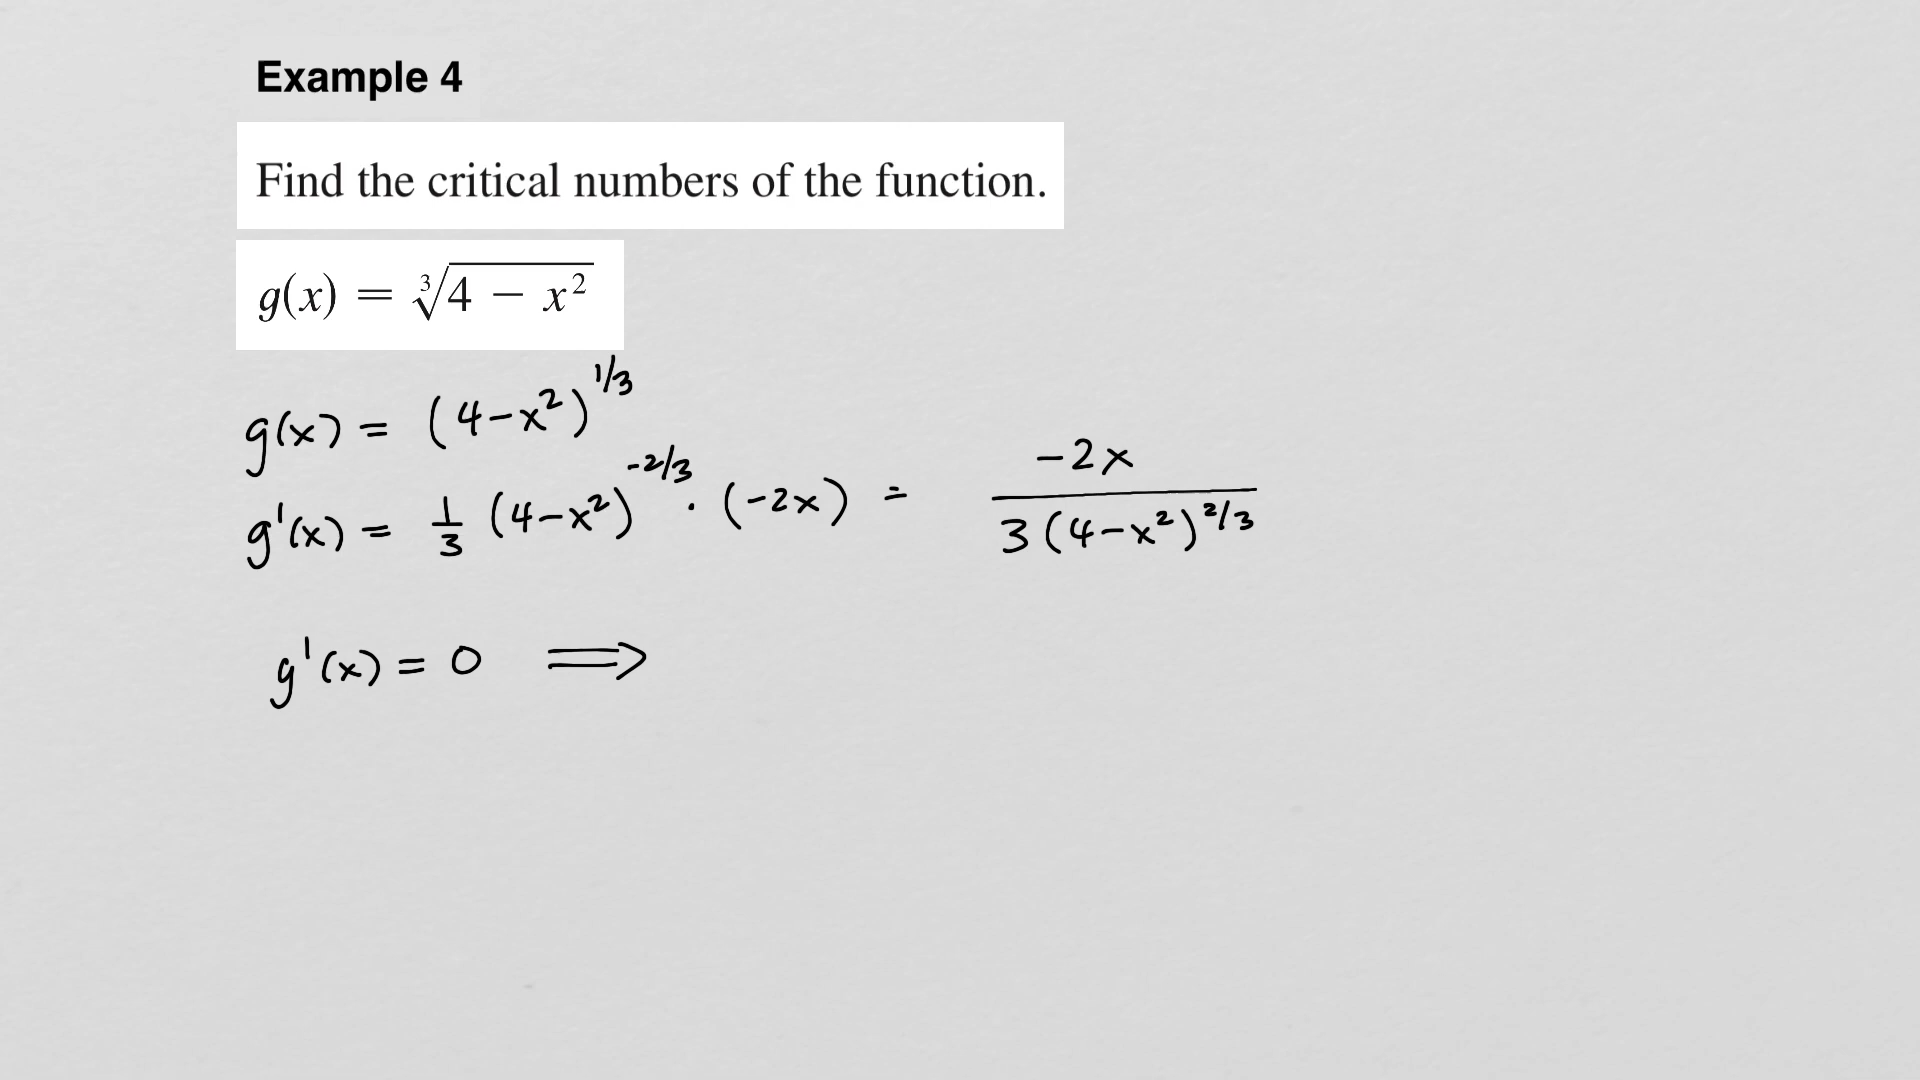 Example 4
Find the critical numbers of the function.
g(x) = ∛(4 − x²)
g(x) = (4-x²)^1/3
g'(x) = 1/3 (4-x²)^-2/3 · (-2x) = -2x / 3(4-x²)^2/3
g'(x) = 0 ⟹